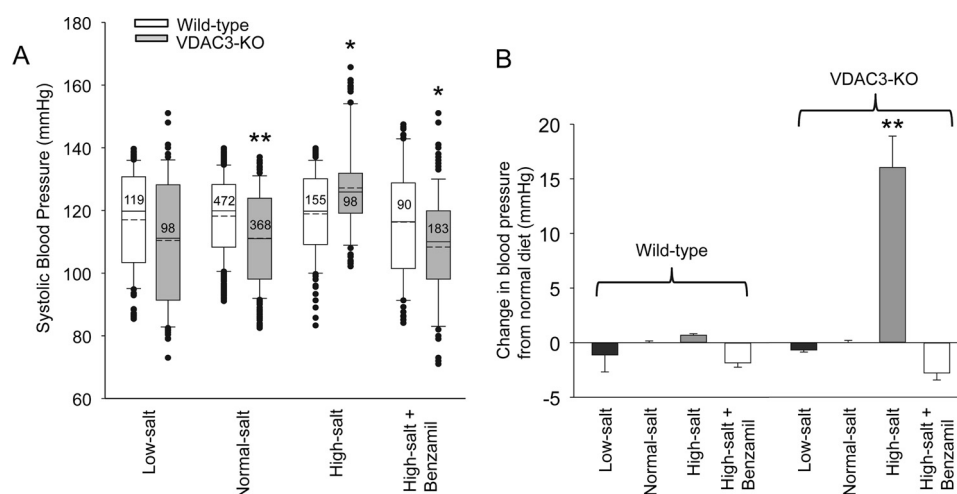 A
Wild-type
VDAC3-KO
Systolic Blood Pressure (mmHg)
180
160
140
120
100
80
60
119
98
472
**
368
155
*
98
90
*
183
Low-salt
Normal-salt
High-salt
High-salt +
Benzamil
B
VDAC3-KO
Wild-type
**
Change in blood pressure
from normal diet (mmHg)
20
15
10
5
0
-5
Low-salt
Normal-salt
High-salt
High-salt +
Benzamil
Low-salt
Normal-salt
High-salt
High-salt +
Benzamil